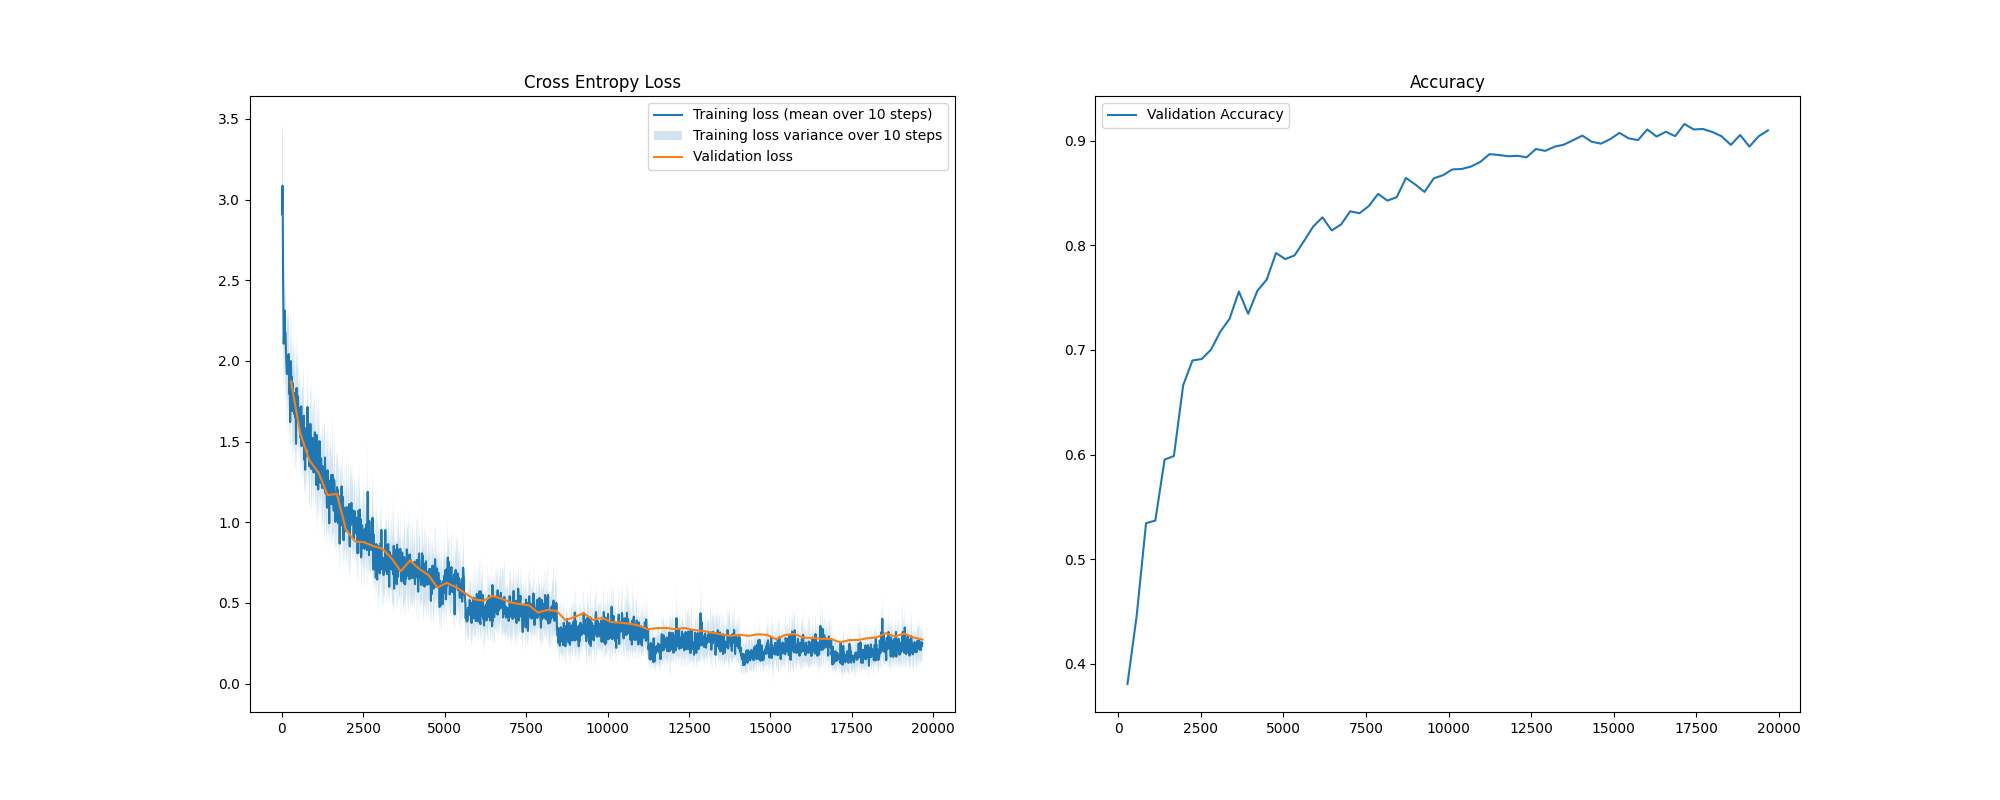 Cross Entropy Loss
3.5
3.0
2.5
2.0
1.5
1.0
0.5
0.0
0 2500 5000 7500 10000 12500 15000 17500 20000
Training loss (mean over 10 steps)
Training loss variance over 10 steps
Validation loss
Accuracy
Validation Accuracy
0.9
0.8
0.7
0.6
0.5
0.4
0 2500 5000 7500 10000 12500 15000 17500 20000